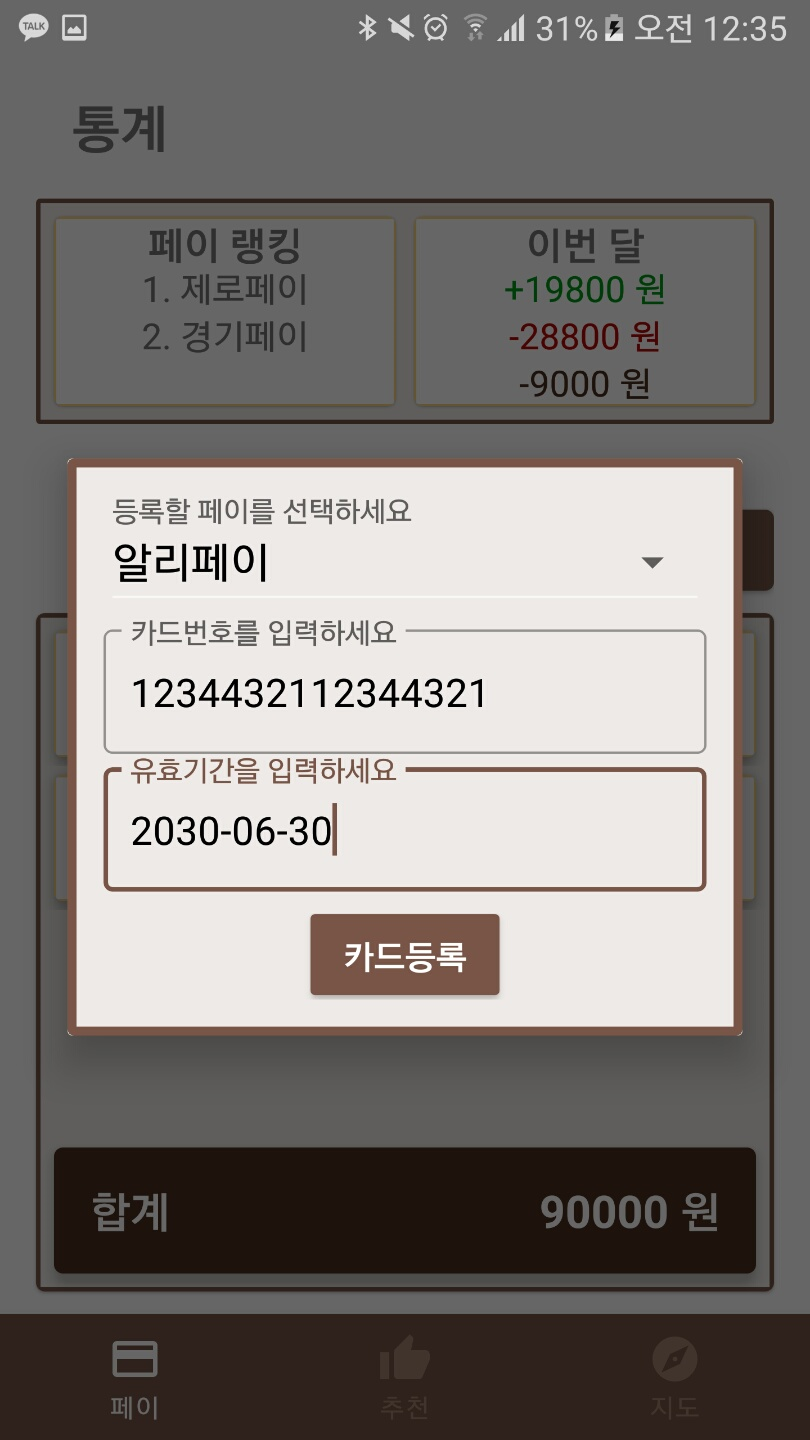 TALK
31% 오전 12:35
통계
페이 랭킹
1. 제로페이
2. 경기페이
이번 달
+19800 원
-28800 원
-9000 원
등록할 페이를 선택하세요
알리페이
카드번호를 입력하세요
1234432112344321
유효기간을 입력하세요
2030-06-30
카드등록
합계 90000 원
페이 추천 지도